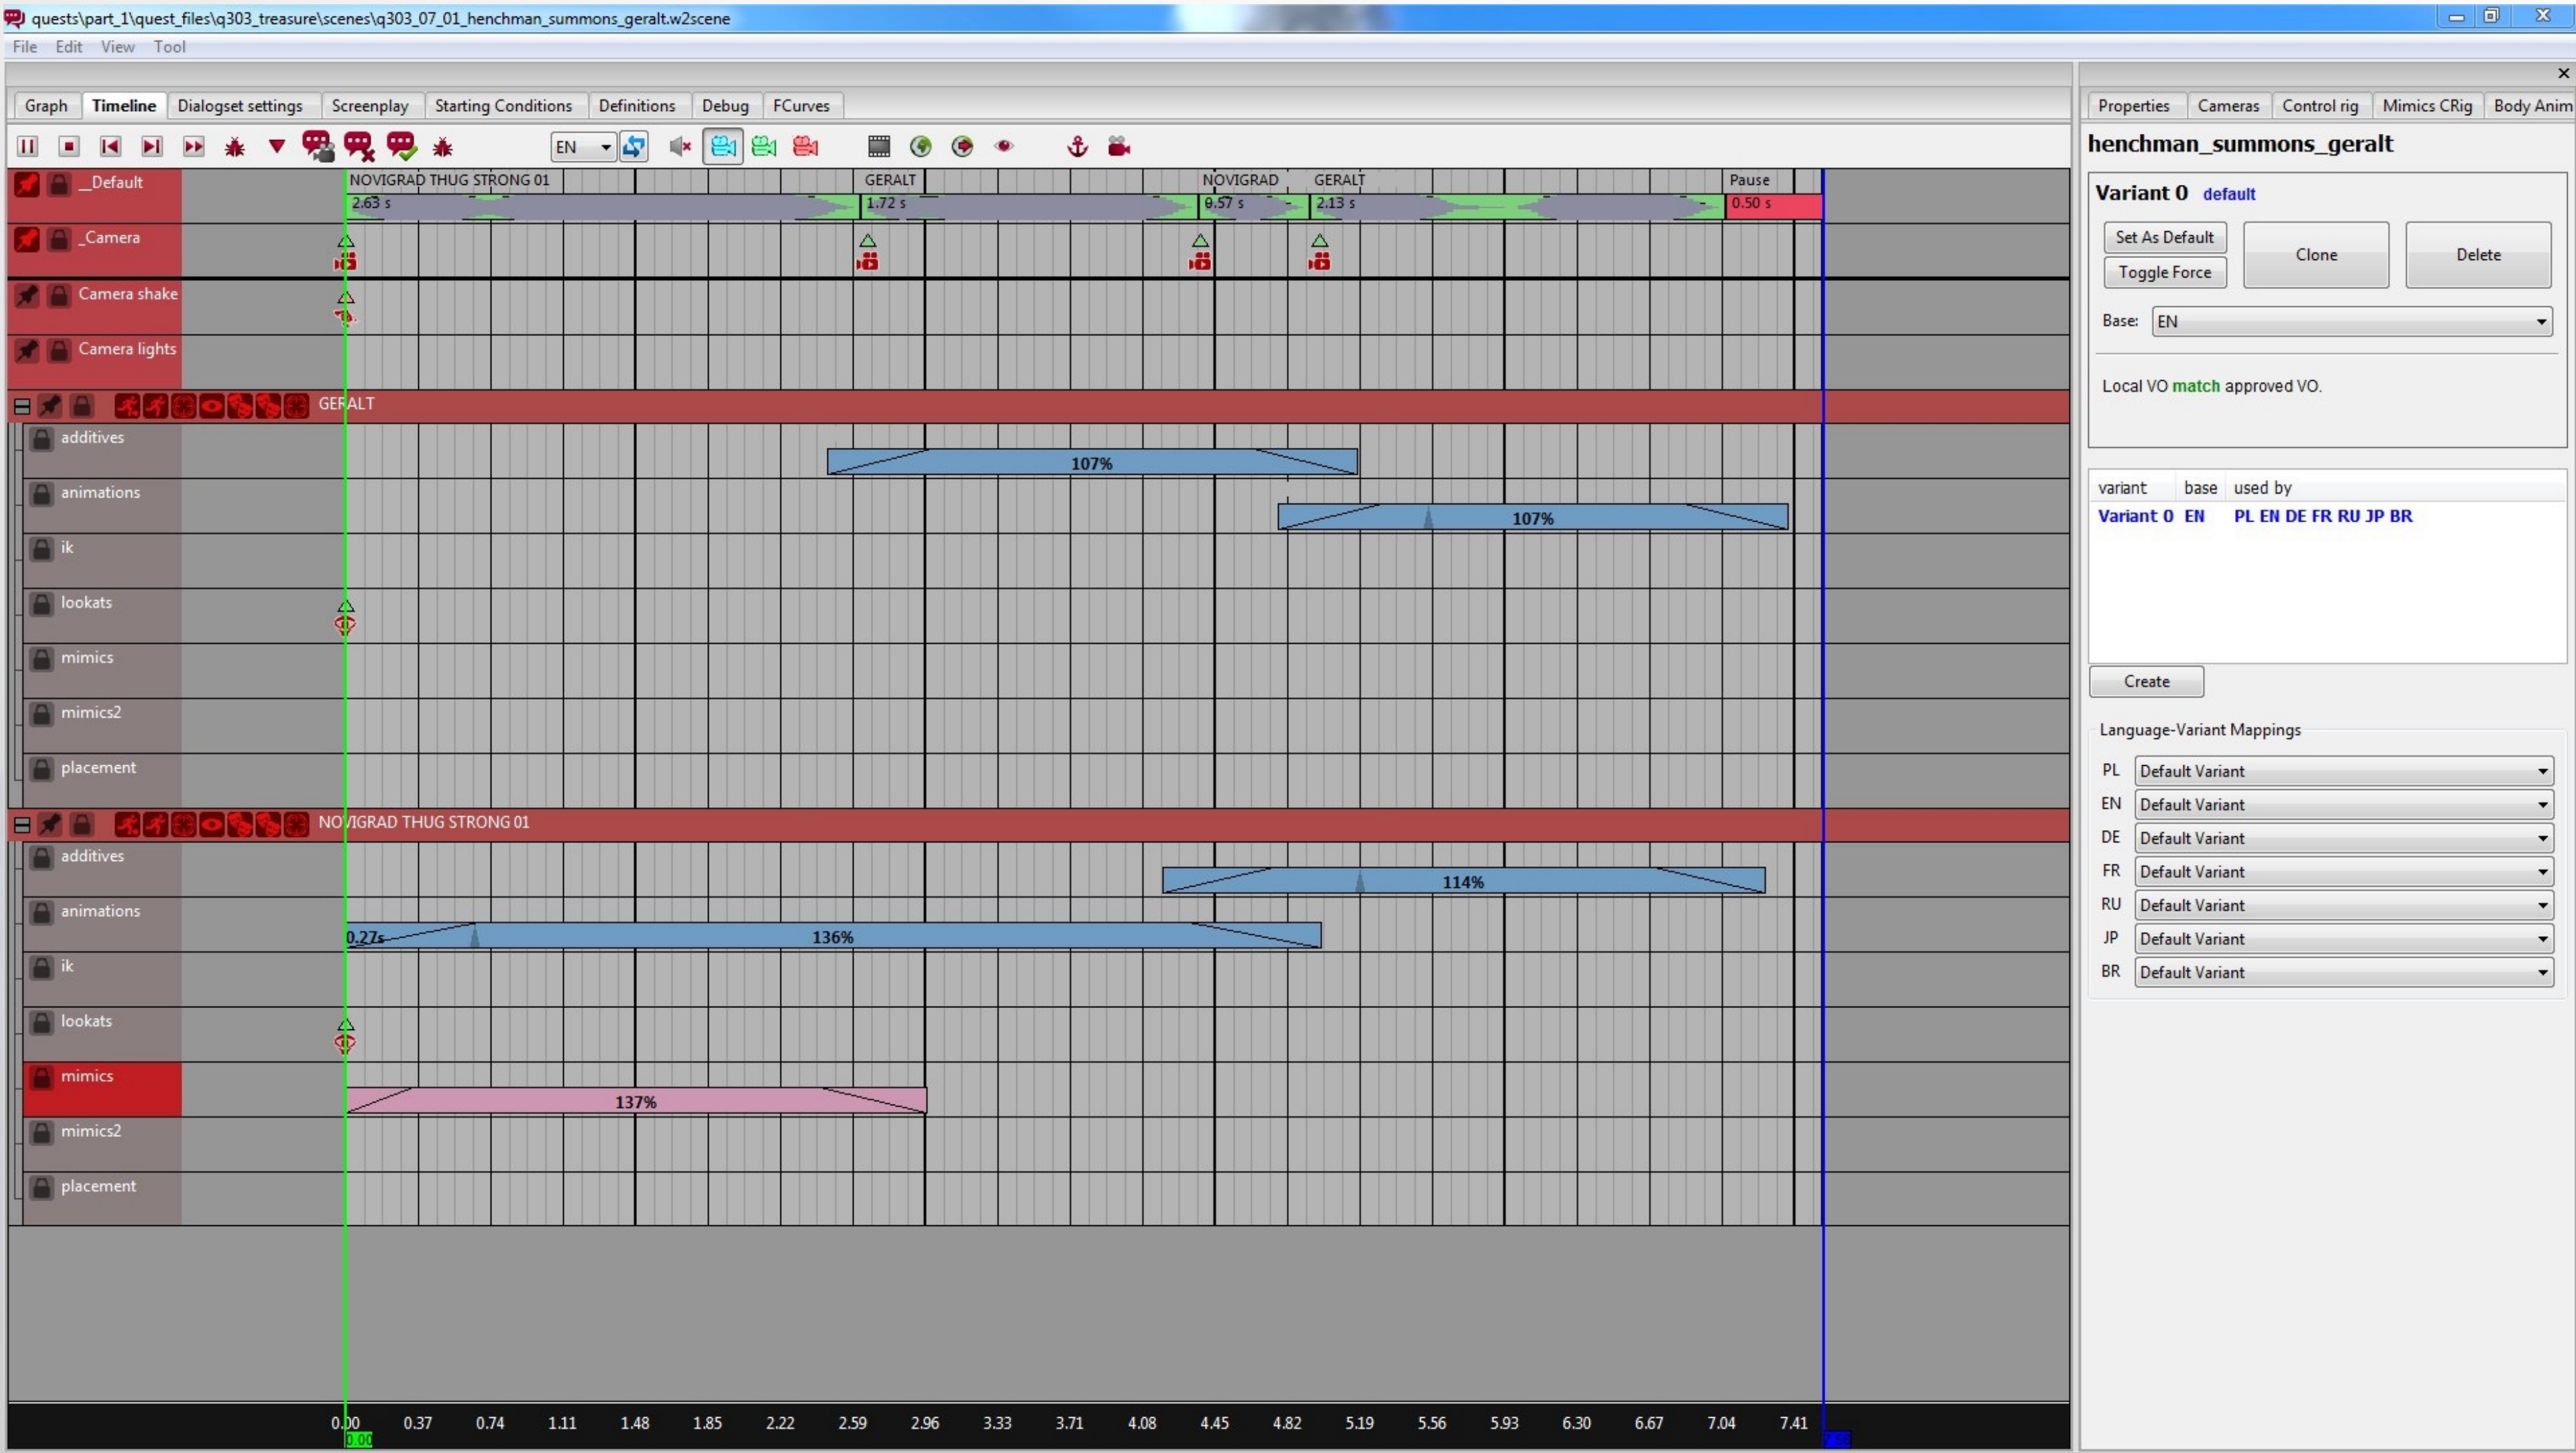 quests\part_1\quest_files\q303_treasure\scenes\q303_07_01_henchman_summons_geralt.w2scene
File Edit View Tool
Graph Timeline Dialogset settings Screenplay Starting Conditions Definitions Debug FCurves
EN
__Default
NOVIGRAD THUG STRONG 01 GERALT NOVIGRAD GERALT Pause
2.63 s 1.72 s 0.57 s 2.13 s 0.50 s
_Camera
Camera shake
Camera lights
GERALT
additives
107%
animations
107%
ik
lookats
mimics
mimics2
placement
NOVIGRAD THUG STRONG 01
additives
114%
animations
0.27s 136%
ik
lookats
mimics
137%
mimics2
placement
0.00 0.37 0.74 1.11 1.48 1.85 2.22 2.59 2.96 3.33 3.71 4.08 4.45 4.82 5.19 5.56 5.93 6.30 6.67 7.04 7.41
0.00
Properties Cameras Control rig Mimics CRig Body Anim
henchman_summons_geralt
Variant 0 default
Set As Default
Toggle Force
Clone
Delete
Base: EN
Local VO match approved VO.
variant base used by
Variant 0 EN PL EN DE FR RU JP BR
Create
Language-Variant Mappings
PL Default Variant
EN Default Variant
DE Default Variant
FR Default Variant
RU Default Variant
JP Default Variant
BR Default Variant